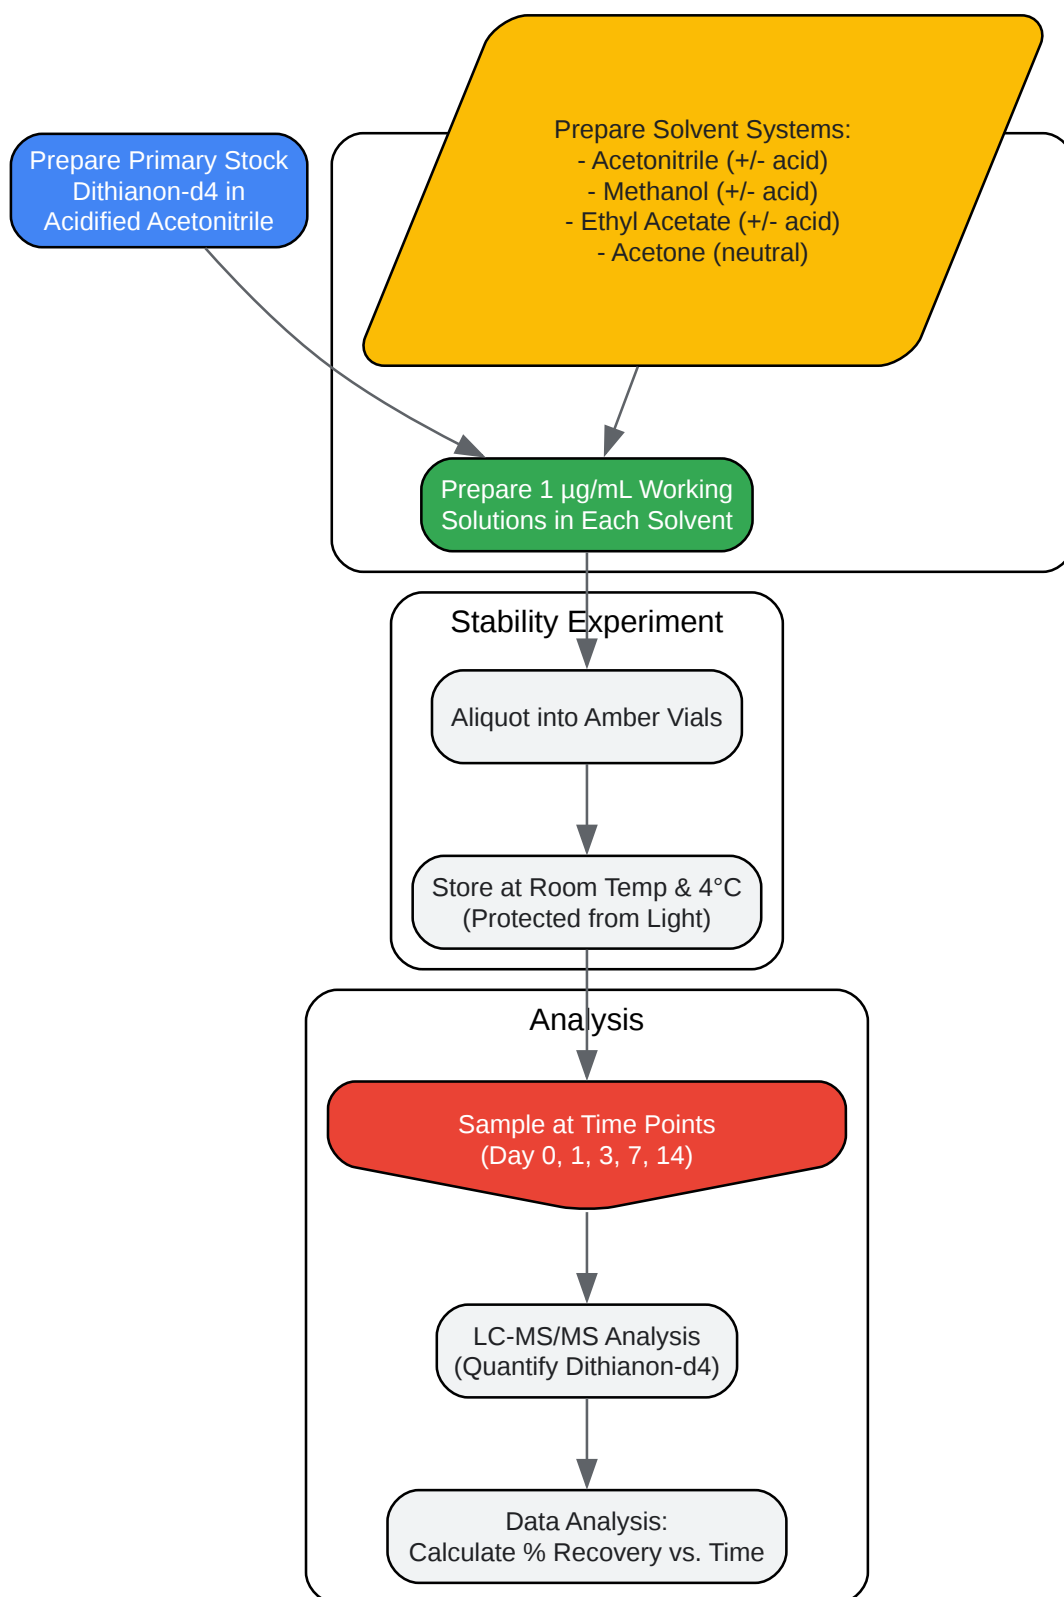 Prepare Primary Stock
Dithianon-d4 in
Acidified Acetonitrile
Prepare Solvent Systems:
- Acetonitrile (+/- acid)
- Methanol (+/- acid)
- Ethyl Acetate (+/- acid)
- Acetone (neutral)
Prepare 1 µg/mL Working
Solutions in Each Solvent
Stability Experiment
Aliquot into Amber Vials
Store at Room Temp & 4°C
(Protected from Light)
Analysis
Sample at Time Points
(Day 0, 1, 3, 7, 14)
LC-MS/MS Analysis
(Quantify Dithianon-d4)
Data Analysis:
Calculate % Recovery vs. Time